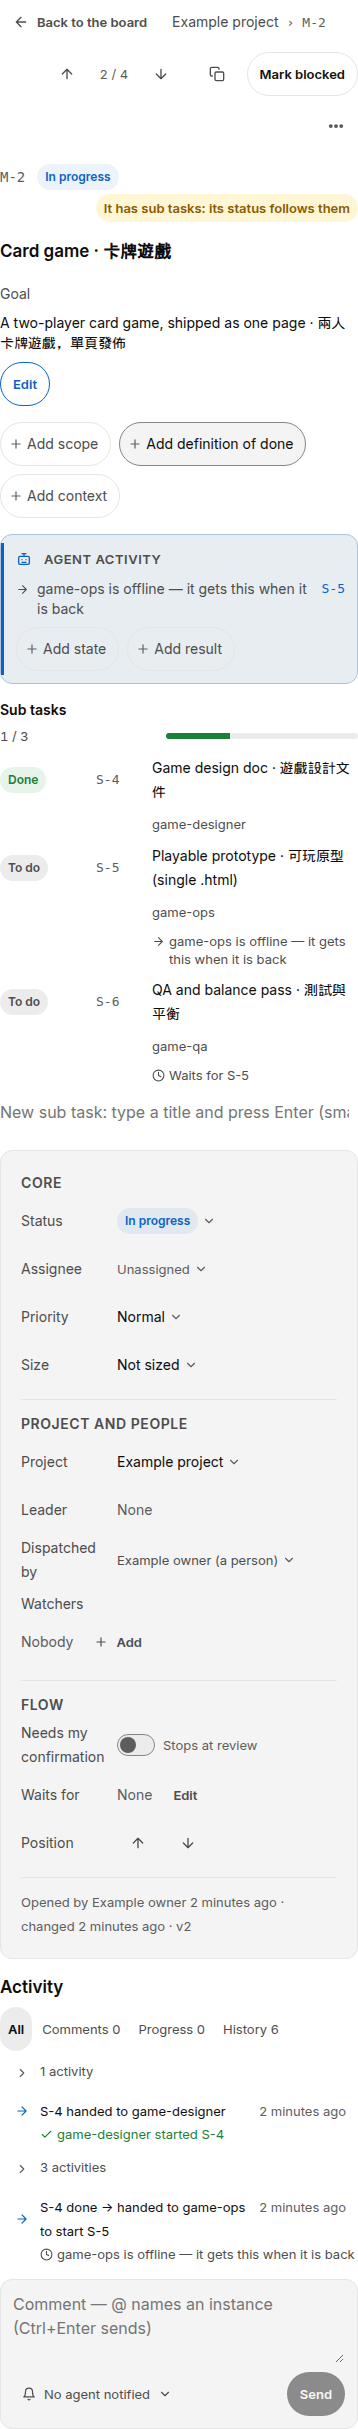 Back to the board Example project › M-2
2 / 4 Mark blocked
M-2 In progress
It has sub tasks: its status follows them
Card game · 卡牌遊戲
Goal
A two-player card game, shipped as one page · 兩人
卡牌遊戲，單頁發佈
Edit
+ Add scope + Add definition of done
+ Add context
AGENT ACTIVITY
→ game-ops is offline — it gets this when it S-5
is back
+ Add state + Add result
Sub tasks
1 / 3
Done S-4 Game design doc · 遊戲設計文
件
game-designer
To do S-5 Playable prototype · 可玩原型
(single .html)
game-ops
→ game-ops is offline — it gets
this when it is back
To do S-6 QA and balance pass · 測試與
平衡
game-qa
Waits for S-5
New sub task: type a title and press Enter (sma
CORE
Status In progress
Assignee Unassigned
Priority Normal
Size Not sized
PROJECT AND PEOPLE
Project Example project
Leader None
Dispatched
by Example owner (a person)
Watchers
Nobody + Add
FLOW
Needs my
confirmation Stops at review
Waits for None Edit
Position ↑ ↓
Opened by Example owner 2 minutes ago ·
changed 2 minutes ago · v2
Activity
All Comments 0 Progress 0 History 6
1 activity
→ S-4 handed to game-designer 2 minutes ago
✓ game-designer started S-4
3 activities
→ S-4 done → handed to game-ops 2 minutes ago
to start S-5
game-ops is offline — it gets this when it is back
Comment — @ names an instance
(Ctrl+Enter sends)
No agent notified Send